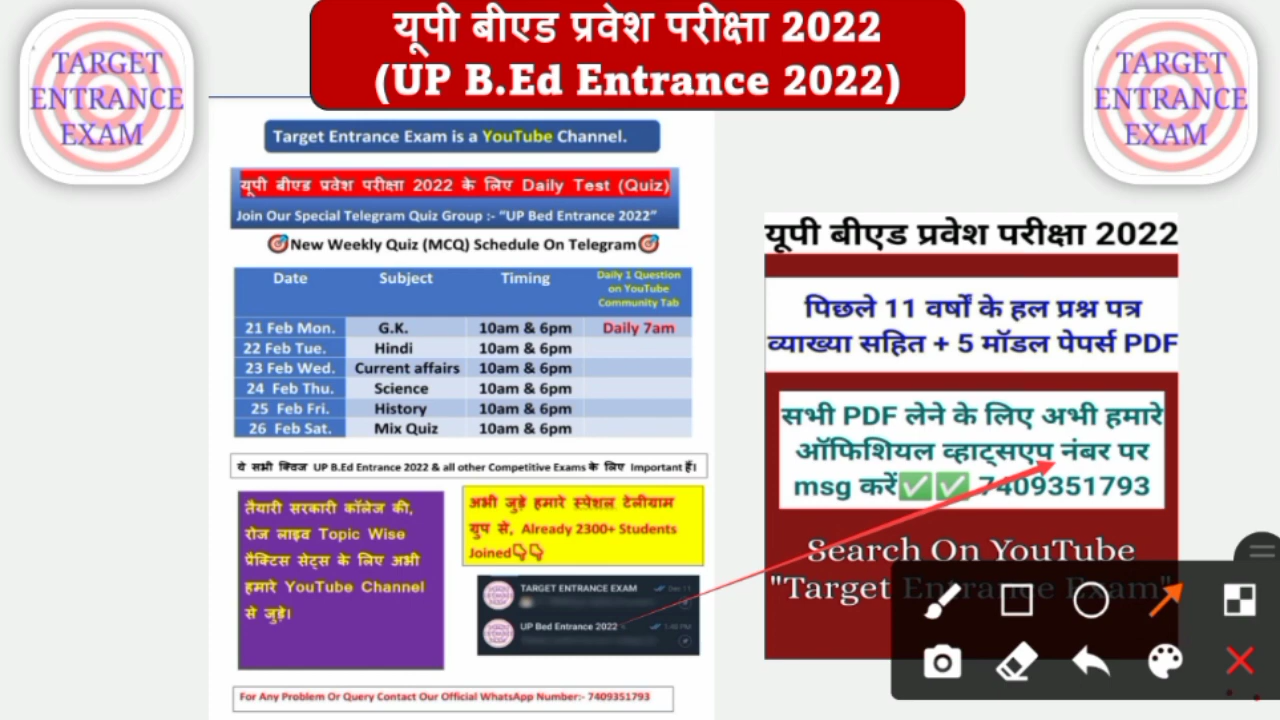 यूपी बीएड प्रवेश परीक्षा 2022
(UP B.Ed Entrance 2022)
TARGET
ENTRANCE
EXAM
TARGET
ENTRANCE
EXAM
Target Entrance Exam is a YouTube Channel.
यूपी बीएड प्रवेश परीक्षा 2022 के लिए Daily Test (Quiz)
Join Our Special Telegram Quiz Group :- “UP Bed Entrance 2022”
New Weekly Quiz (MCQ) Schedule On Telegram
Date Subject Timing Daily 1 Question
on YouTube
Community Tab
21 Feb Mon. G.K. 10am & 6pm Daily 7am
22 Feb Tue. Hindi 10am & 6pm
23 Feb Wed. Current affairs 10am & 6pm
24 Feb Thu. Science 10am & 6pm
25 Feb Fri. History 10am & 6pm
26 Feb Sat. Mix Quiz 10am & 6pm
ये सभी क्विज UP B.Ed Entrance 2022 & all other Competitive Exams के लिए Important हैं।
तैयारी सरकारी कॉलेज की,
रोज लाइव Topic Wise
प्रैक्टिस सेट्स के लिए अभी
हमारे YouTube Channel
से जुड़े।
अभी जुड़े हमारे स्पेशल टेलीग्राम
ग्रुप से, Already 2300+ Students
Joined👇👇
TARGET ENTRANCE EXAM Dec 11
UP Bed Entrance 2022
For Any Problem Or Query Contact Our Official WhatsApp Number:- 7409351793
यूपी बीएड प्रवेश परीक्षा 2022
पिछले 11 वर्षों के हल प्रश्न पत्र
व्याख्या सहित + 5 मॉडल पेपर्स PDF
सभी PDF लेने के लिए अभी हमारे
ऑफिशियल व्हाट्सएप नंबर पर
msg करें✅✅ 7409351793
Search On YouTube
"Target Entrance Exam"